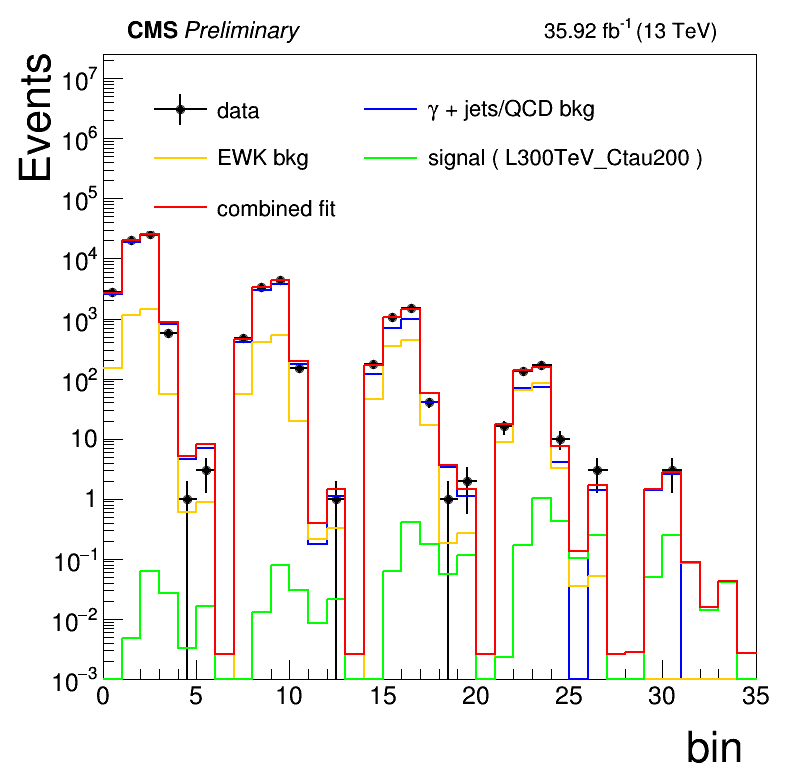 CMS Preliminary 35.92 fb⁻¹ (13 TeV)
Events
10⁷
10⁶
10⁵
10⁴
10³
10²
10
1
10⁻¹
10⁻²
10⁻³
data
γ + jets/QCD bkg
EWK bkg
signal ( L300TeV_Ctau200 )
combined fit
0 5 10 15 20 25 30 35
bin